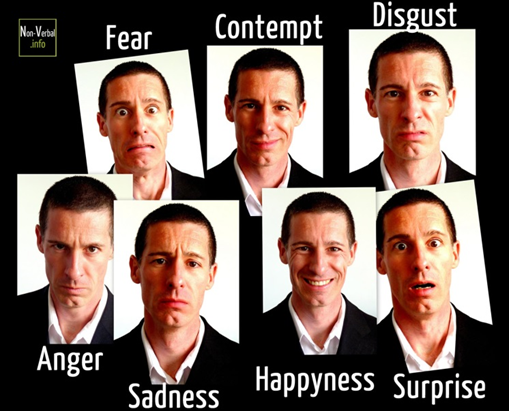 Non-Verbal
.info
Fear
Contempt
Disgust
Anger
Sadness
Happyness
Surprise